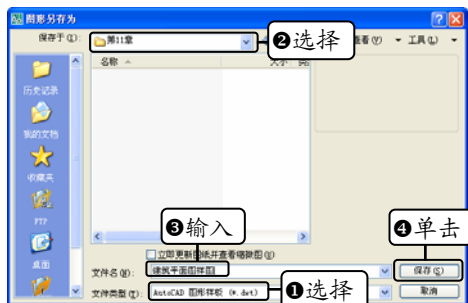 图形另存为
保存于(I): 第11章 ❷选择 查看(V) 工具(L)
名称 大小
历史记录
我的文档
收藏夹
FTP
桌面
❸输入 ❹单击
立即更新图纸并查看缩略图(U)
文件名(N): 建筑平面图样图 保存(S)
文件类型(T): AutoCAD 图形样板 (*.dwt) ❶选择 取消